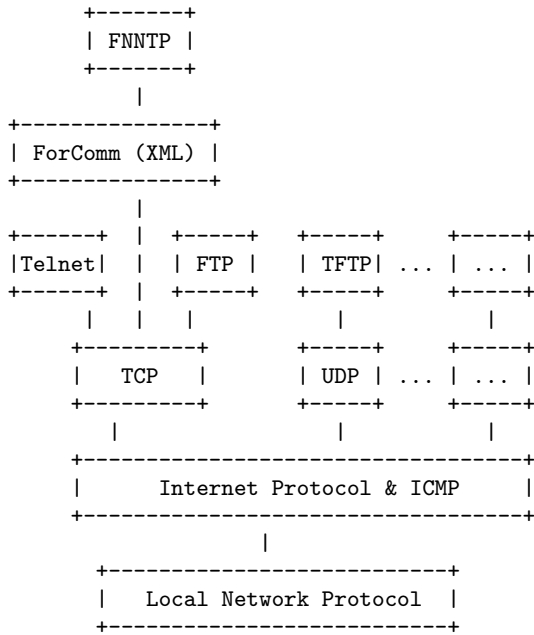 FNNTP
ForComm (XML)
Telnet FTP TFTP ... ...
TCP UDP ... ...
Internet Protocol & ICMP
Local Network Protocol